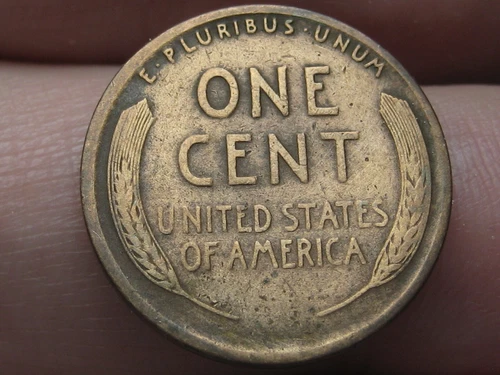 E·PLURIBUS·UNUM
ONE
CENT
UNITED STATES
OF AMERICA